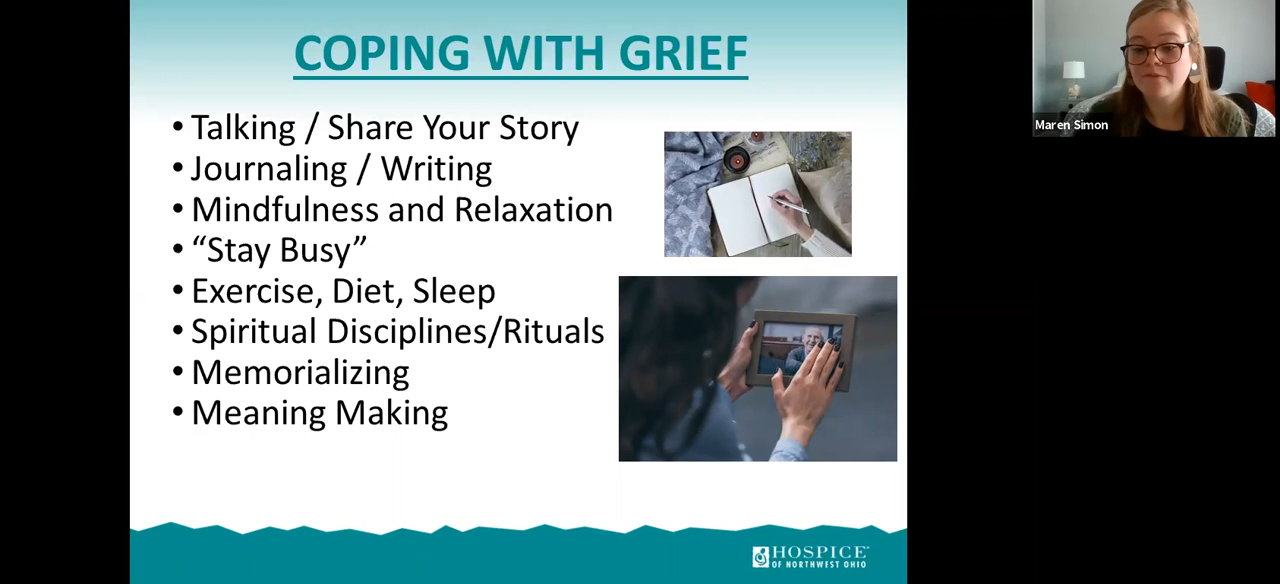 COPING WITH GRIEF
• Talking / Share Your Story
• Journaling / Writing
• Mindfulness and Relaxation
• “Stay Busy”
• Exercise, Diet, Sleep
• Spiritual Disciplines/Rituals
• Memorializing
• Meaning Making
HOSPICE™
OF NORTHWEST OHIO
Maren Simon